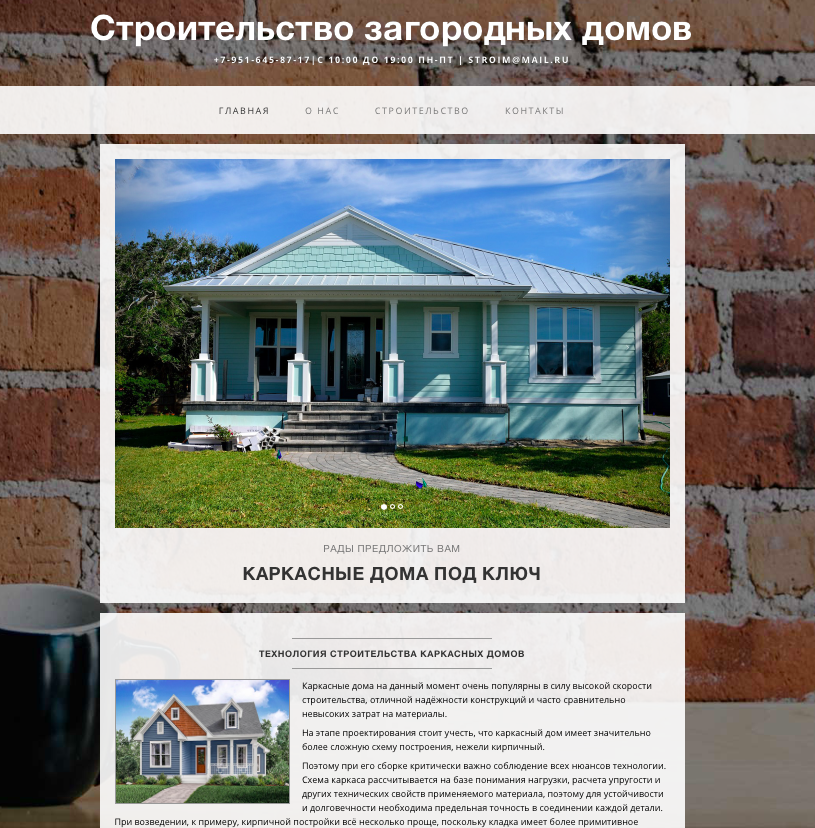 Строительство загородных домов
+7-951-645-87-17|С 10:00 ДО 19:00 ПН-ПТ | STROIM@MAIL.RU
ГЛАВНАЯ О НАС СТРОИТЕЛЬСТВО КОНТАКТЫ
РАДЫ ПРЕДЛОЖИТЬ ВАМ
КАРКАСНЫЕ ДОМА ПОД КЛЮЧ
ТЕХНОЛОГИЯ СТРОИТЕЛЬСТВА КАРКАСНЫХ ДОМОВ
Каркасные дома на данный момент очень популярны в силу высокой скорости
строительства, отличной надёжности конструкций и часто сравнительно
невысоких затрат на материалы.
На этапе проектирования стоит учесть, что каркасный дом имеет значительно
более сложную схему построения, нежели кирпичный.
Поэтому при его сборке критически важно соблюдение всех нюансов технологии.
Схема каркаса рассчитывается на базе понимания нагрузки, расчета упругости и
других технических свойств применяемого материала, поэтому для устойчивости
и долговечности необходима предельная точность в соединении каждой детали.
При возведении, к примеру, кирпичной постройки всё несколько проще, поскольку кладка имеет более примитивное